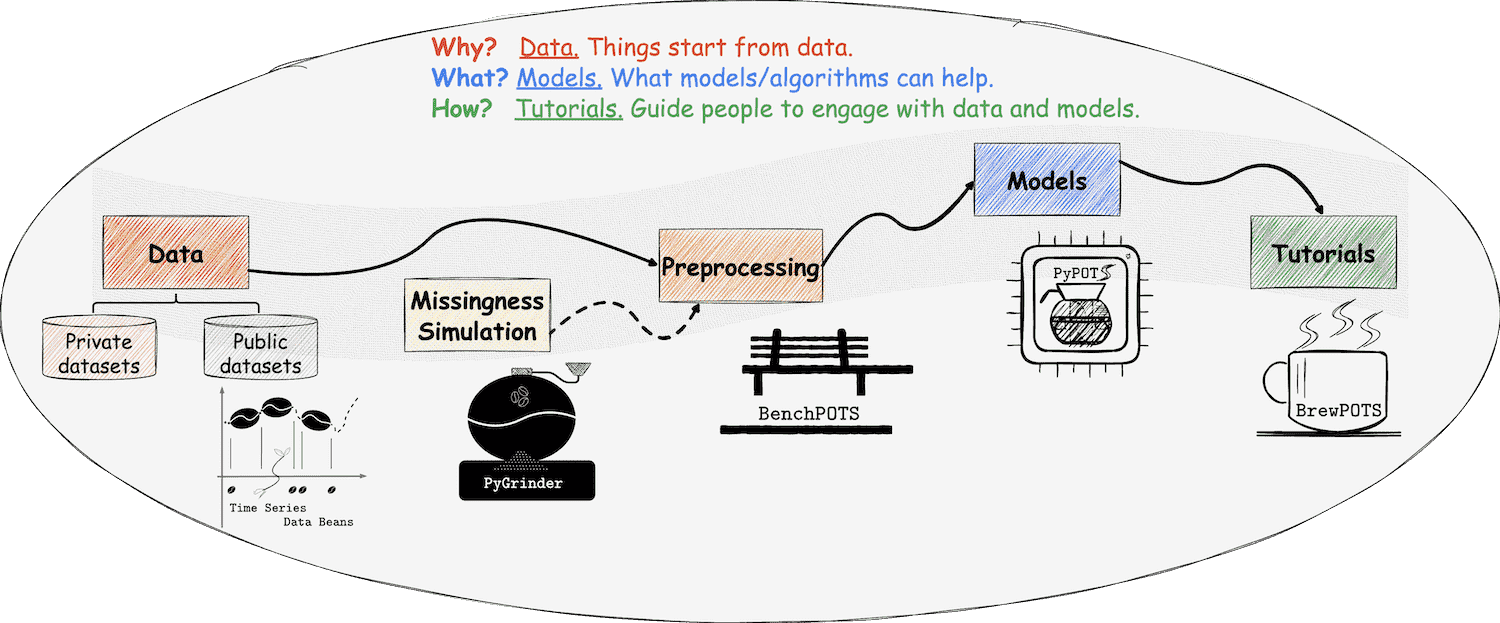 Why? Data. Things start from data.
What? Models. What models/algorithms can help.
How? Tutorials. Guide people to engage with data and models.
Data
Private
datasets
Public
datasets
Time Series
Data Beans
Missingness
Simulation
PyGrinder
Preprocessing
BenchPOTS
Models
PyPOTS
Tutorials
BrewPOTS